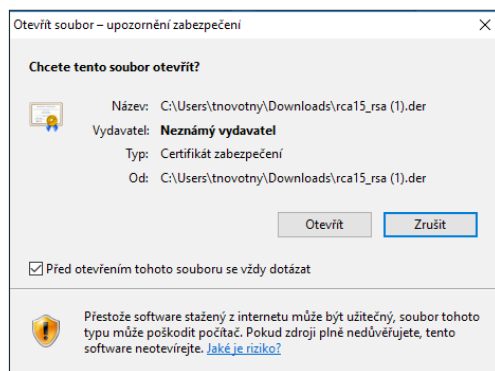 Otevřít soubor – upozornění zabezpečení
Chcete tento soubor otevřít?
Název: C:\Users\tnovotny\Downloads\rca15_rsa (1).der
Vydavatel: Neznámý vydavatel
Typ: Certifikát zabezpečení
Od: C:\Users\tnovotny\Downloads\rca15_rsa (1).der
Otevřít Zrušit
Před otevřením tohoto souboru se vždy dotázat
Přestože software stažený z internetu může být užitečný, soubor tohoto
typu může poškodit počítač. Pokud zdroji plně nedůvěřujete, tento
software neotevírejte. Jaké je riziko?